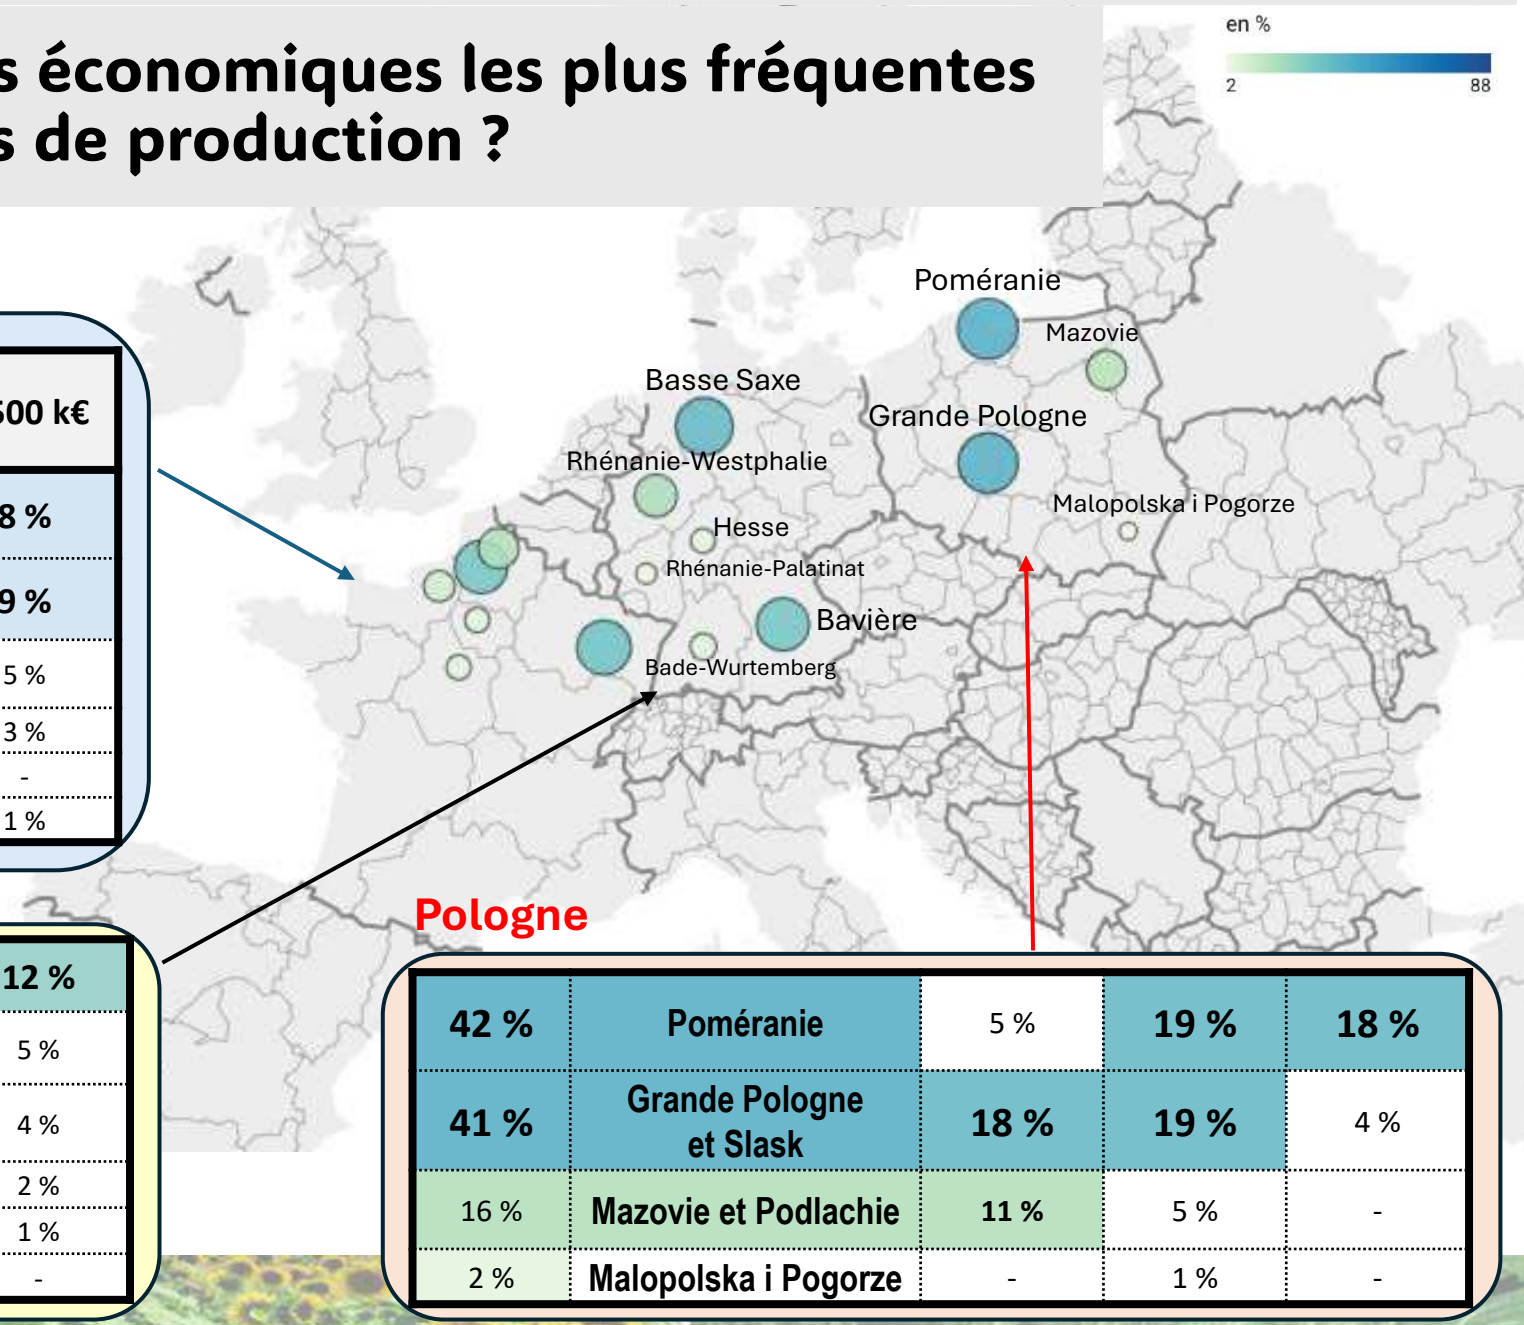 s économiques les plus fréquentes
s de production ?
en %
2 88
Poméranie
Mazovie
Basse Saxe
Grande Pologne
Rhénanie-Westphalie
Malopolska i Pogorze
Hesse
Rhénanie-Palatinat
Bavière
Bade-Wurtemberg
500 k€
8 %
9 %
5 %
3 %
-
1 %
12 %
5 %
4 %
2 %
1 %
-
Pologne
42 % Poméranie 5 % 19 % 18 %
41 % Grande Pologne
et Slask 18 % 19 % 4 %
16 % Mazovie et Podlachie 11 % 5 % -
2 % Malopolska i Pogorze - 1 % -